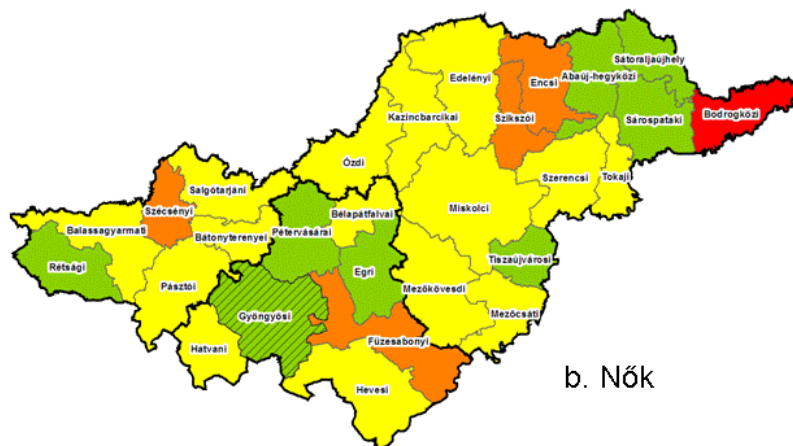 Sátoraljaújhely
Edelényi
Encsi
Abaúj-hegyközi
Bodrogközi
Kazincbarcikai
Szikszói
Sárospataki
Ózdi
Szerencsi
Tokaji
Salgótarjáni
Szécsényi
Bélapátfalvai
Miskolci
Balassagyarmati
Bátonyterenyei
Pétervásárai
Rétsági
Egri
Tiszaújvárosi
Pásztói
Mezőkövesdi
Gyöngyösi
Mezőcsáti
Hatvani
Füzesabonyi
Hevesi
b. Nők